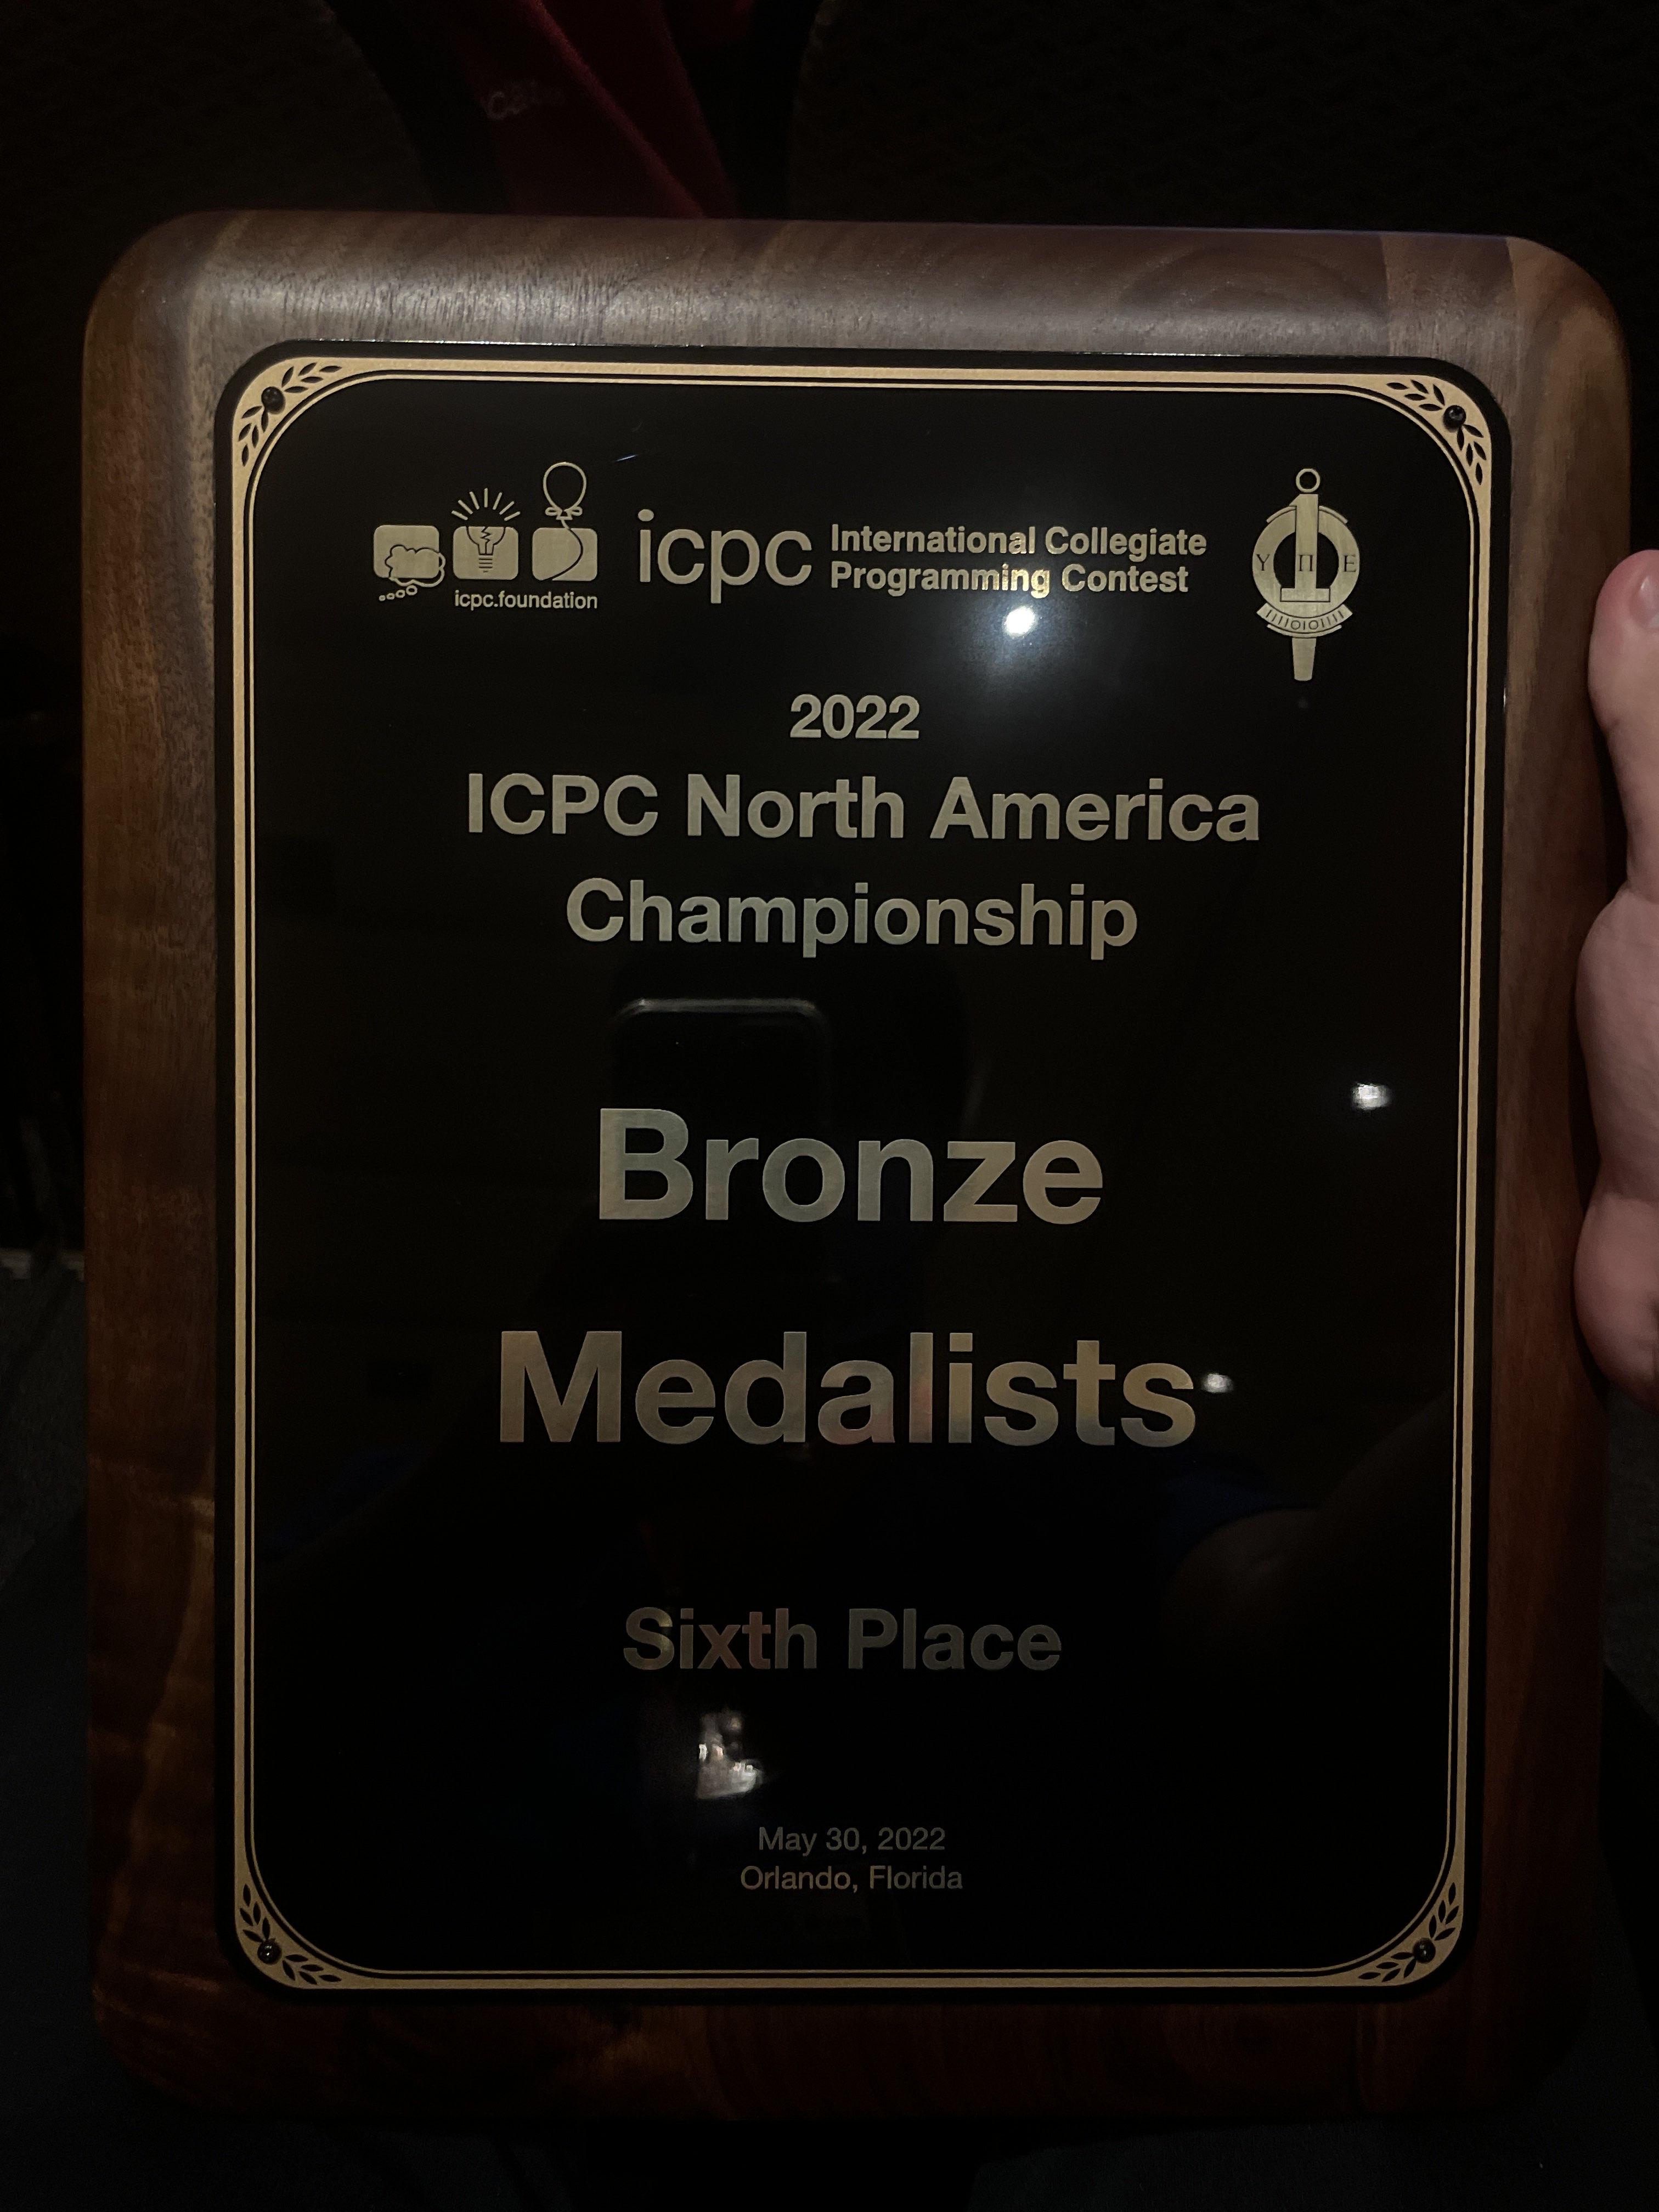 icpc.foundation
icpc International Collegiate
Programming Contest
Υ Π Ε
2022
ICPC North America
Championship
Bronze
Medalists
Sixth Place
May 30, 2022
Orlando, Florida